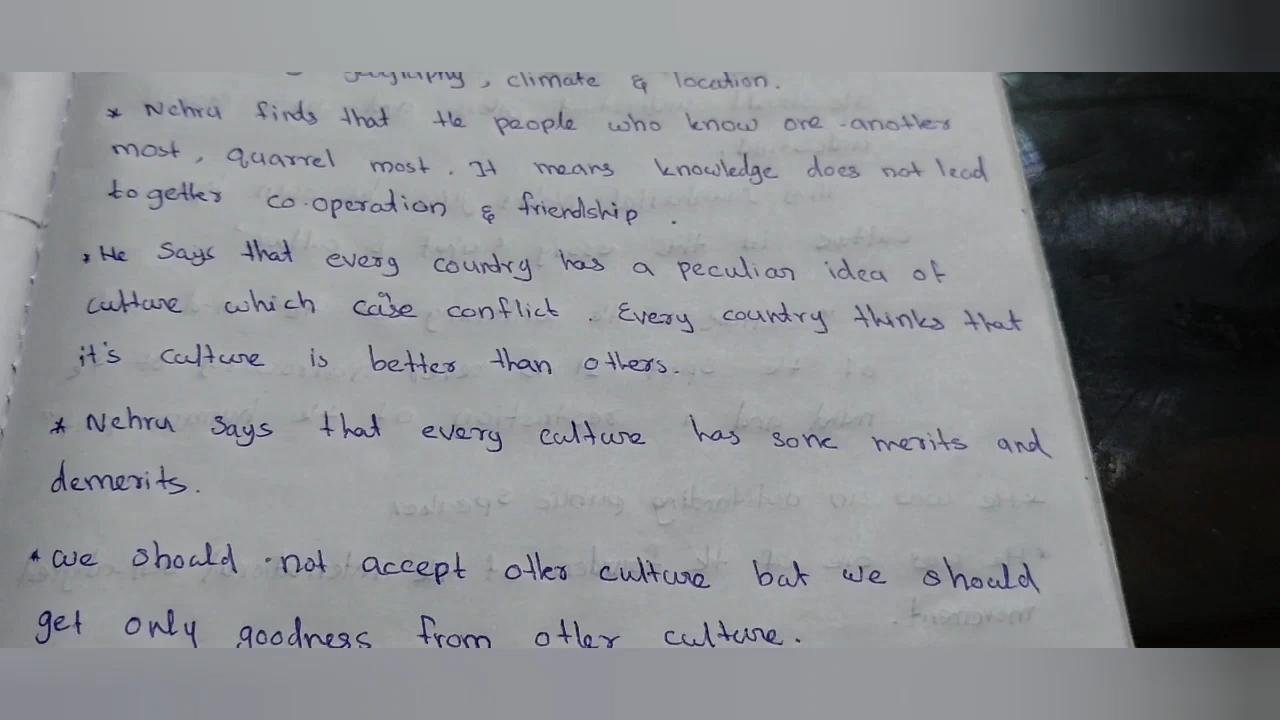 geography, climate & location.
* Nehru finds that the people who know one-another
most, quarrel most. It means knowledge does not lead
together co-operation & friendship.
* He says that every country has a peculiar idea of
culture which case conflict. Every country thinks that
it's culture is better than others.
* Nehru says that every culture has some merits and
demerits.
* We should not accept other culture but we should
get only goodness from other culture.